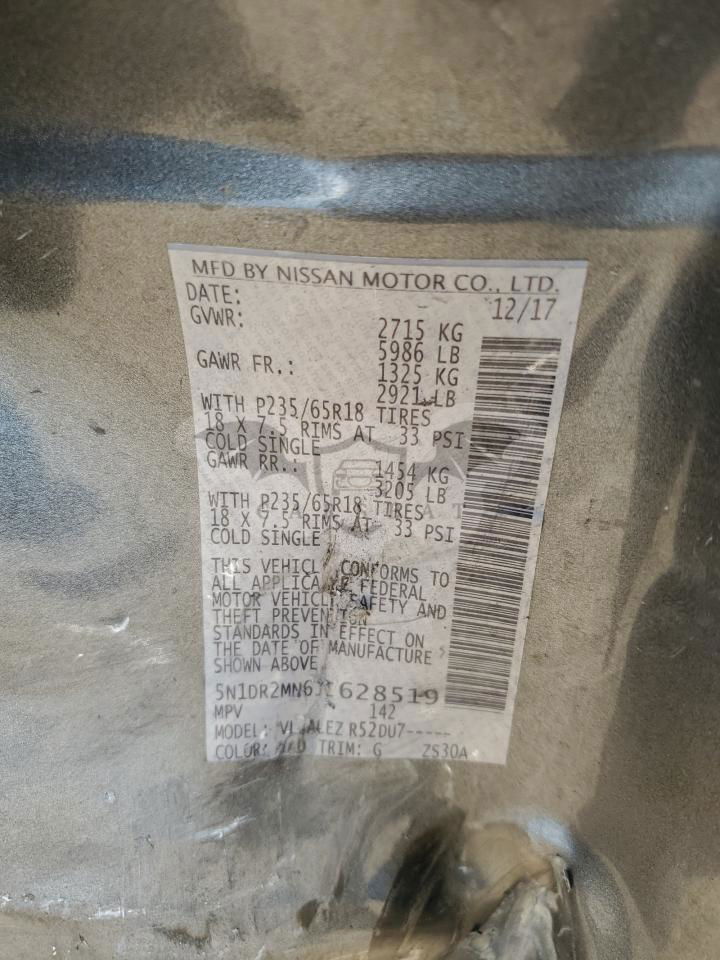 MFD BY NISSAN MOTOR CO., LTD.
DATE: 12/17
GVWR: 2715 KG
5986 LB
GAWR FR.: 1325 KG
2921 LB
WITH P235/65R18 TIRES
18 X 7.5 RIMS AT 33 PSI
COLD SINGLE
GAWR RR.: 1454 KG
3205 LB
WITH P235/65R18 TIRES
18 X 7.5 RIMS AT 33 PSI
COLD SINGLE
THIS VEHICL CONFORMS TO
ALL APPLICA E FEDERAL
MOTOR VEHICL SAFETY AND
THEFT PREVENTION
STANDARDS IN EFFECT ON
THE DATE OF MANUFACTURE
SHOWN ABOVE
5N1DR2MN6J 628519
MPV 142
MODEL: R52DU7-----
COLOR: TRIM: G ZS30A